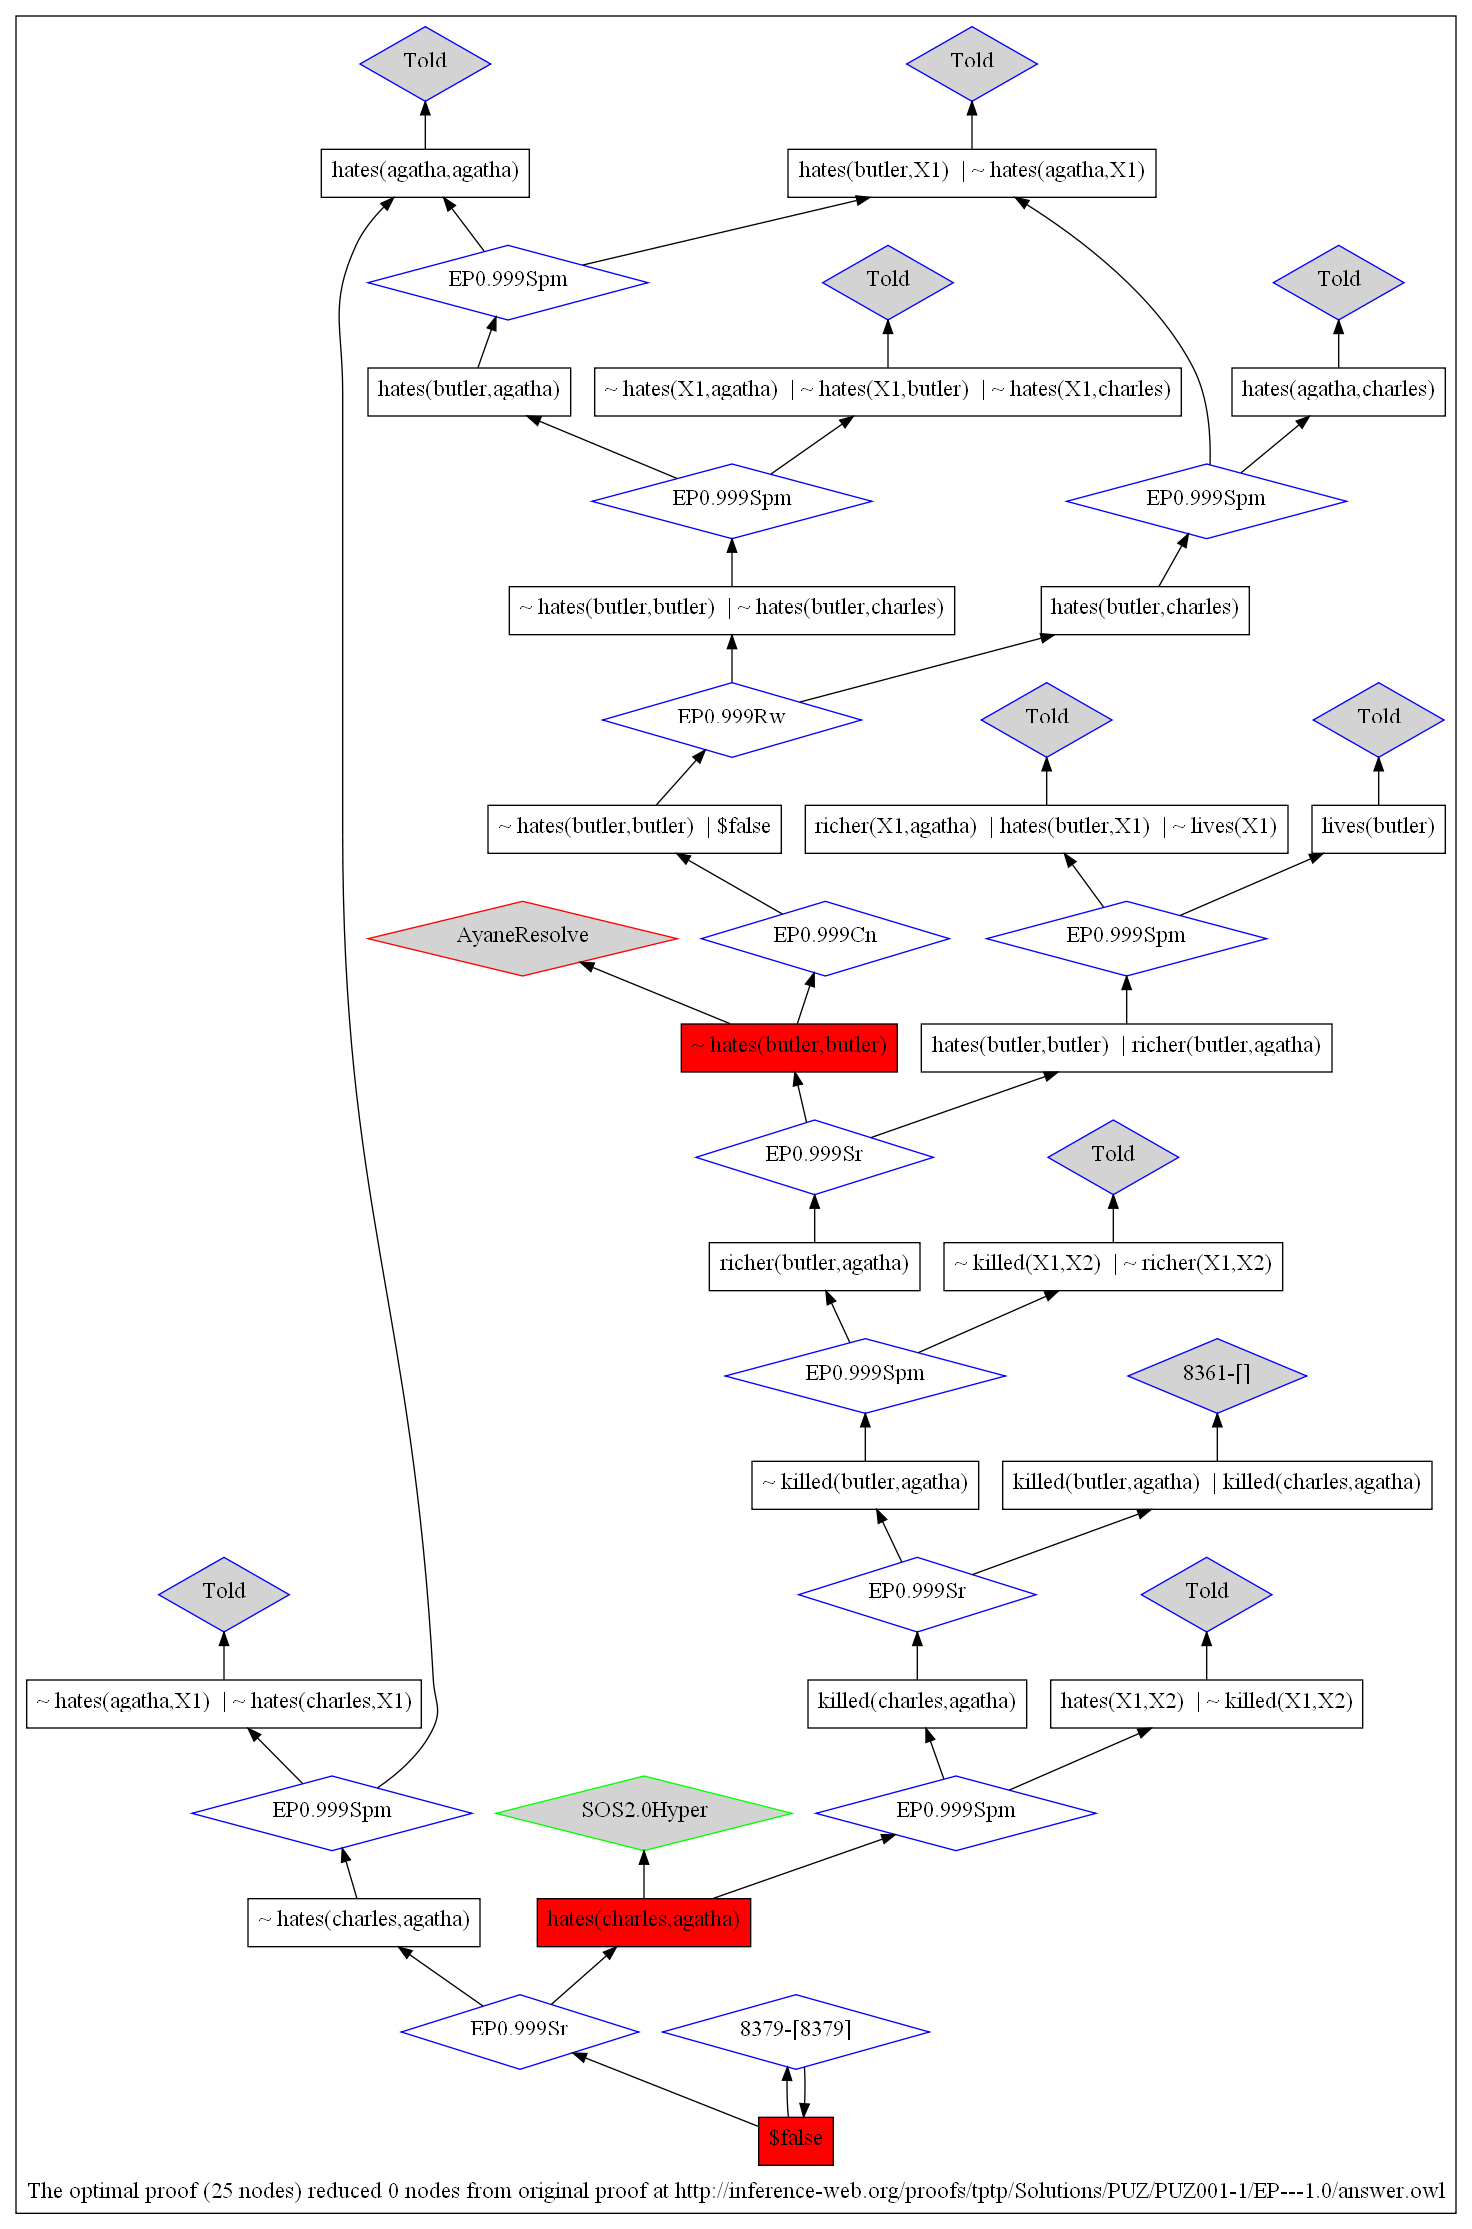 Told
Told
hates(agatha,agatha)
hates(butler,X1) | ~ hates(agatha,X1)
EP0.999Spm
Told
Told
hates(butler,agatha)
~ hates(X1,agatha) | ~ hates(X1,butler) | ~ hates(X1,charles)
hates(agatha,charles)
EP0.999Spm
EP0.999Spm
~ hates(butler,butler) | ~ hates(butler,charles)
hates(butler,charles)
EP0.999Rw
Told
Told
~ hates(butler,butler) | $false
richer(X1,agatha) | hates(butler,X1) | ~ lives(X1)
lives(butler)
AyaneResolve
EP0.999Cn
EP0.999Spm
~ hates(butler,butler)
hates(butler,butler) | richer(butler,agatha)
EP0.999Sr
Told
richer(butler,agatha)
~ killed(X1,X2) | ~ richer(X1,X2)
EP0.999Spm
8361-[]
~ killed(butler,agatha)
killed(butler,agatha) | killed(charles,agatha)
Told
EP0.999Sr
Told
~ hates(agatha,X1) | ~ hates(charles,X1)
killed(charles,agatha)
hates(X1,X2) | ~ killed(X1,X2)
EP0.999Spm
SOS2.0Hyper
EP0.999Spm
~ hates(charles,agatha)
hates(charles,agatha)
EP0.999Sr
8379-[8379]
$false
The optimal proof (25 nodes) reduced 0 nodes from original proof at http://inference-web.org/proofs/tptp/Solutions/PUZ/PUZ001-1/EP---1.0/answer.owl